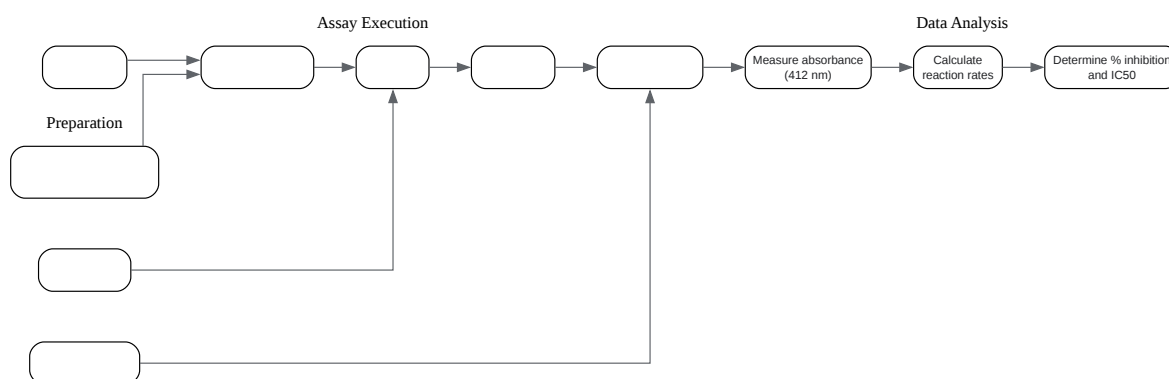 Assay Execution
Data Analysis
Measure absorbance
(412 nm)
Calculate
reaction rates
Determine % inhibition
and IC50
Preparation